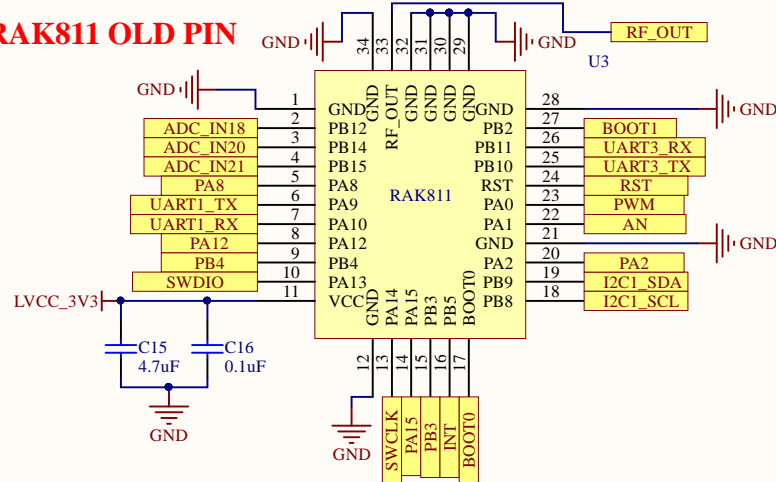 RAK811 OLD PIN
GND 34 33 32 31 30 29 GND RF_OUT
U3
GND 1 GND GND RF_OUT GND GND GND GND GND 28 GND
ADC_IN18 2 PB12 PB2 27 BOOT1
ADC_IN20 3 PB14 PB11 26 UART3_RX
ADC_IN21 4 PB15 PB10 25 UART3_TX
PA8 5 PA8 RST 24 RST
RAK811
UART1_TX 6 PA9 PA0 23 PWM
UART1_RX 7 PA10 PA1 22 AN
PA12 8 PA12 GND 21 GND
PB4 9 PB4 PA2 20 PA2
SWDIO 10 PA13 PB9 19 I2C1_SDA
LVCC_3V3 11 VCC PB8 18 I2C1_SCL
GND PA14 PA15 PB3 PB5 BOOT0
C15 C16
4.7uF 0.1uF
12 13 14 15 16 17
GND GND
SWCLK PA15 PB3 INT BOOT0